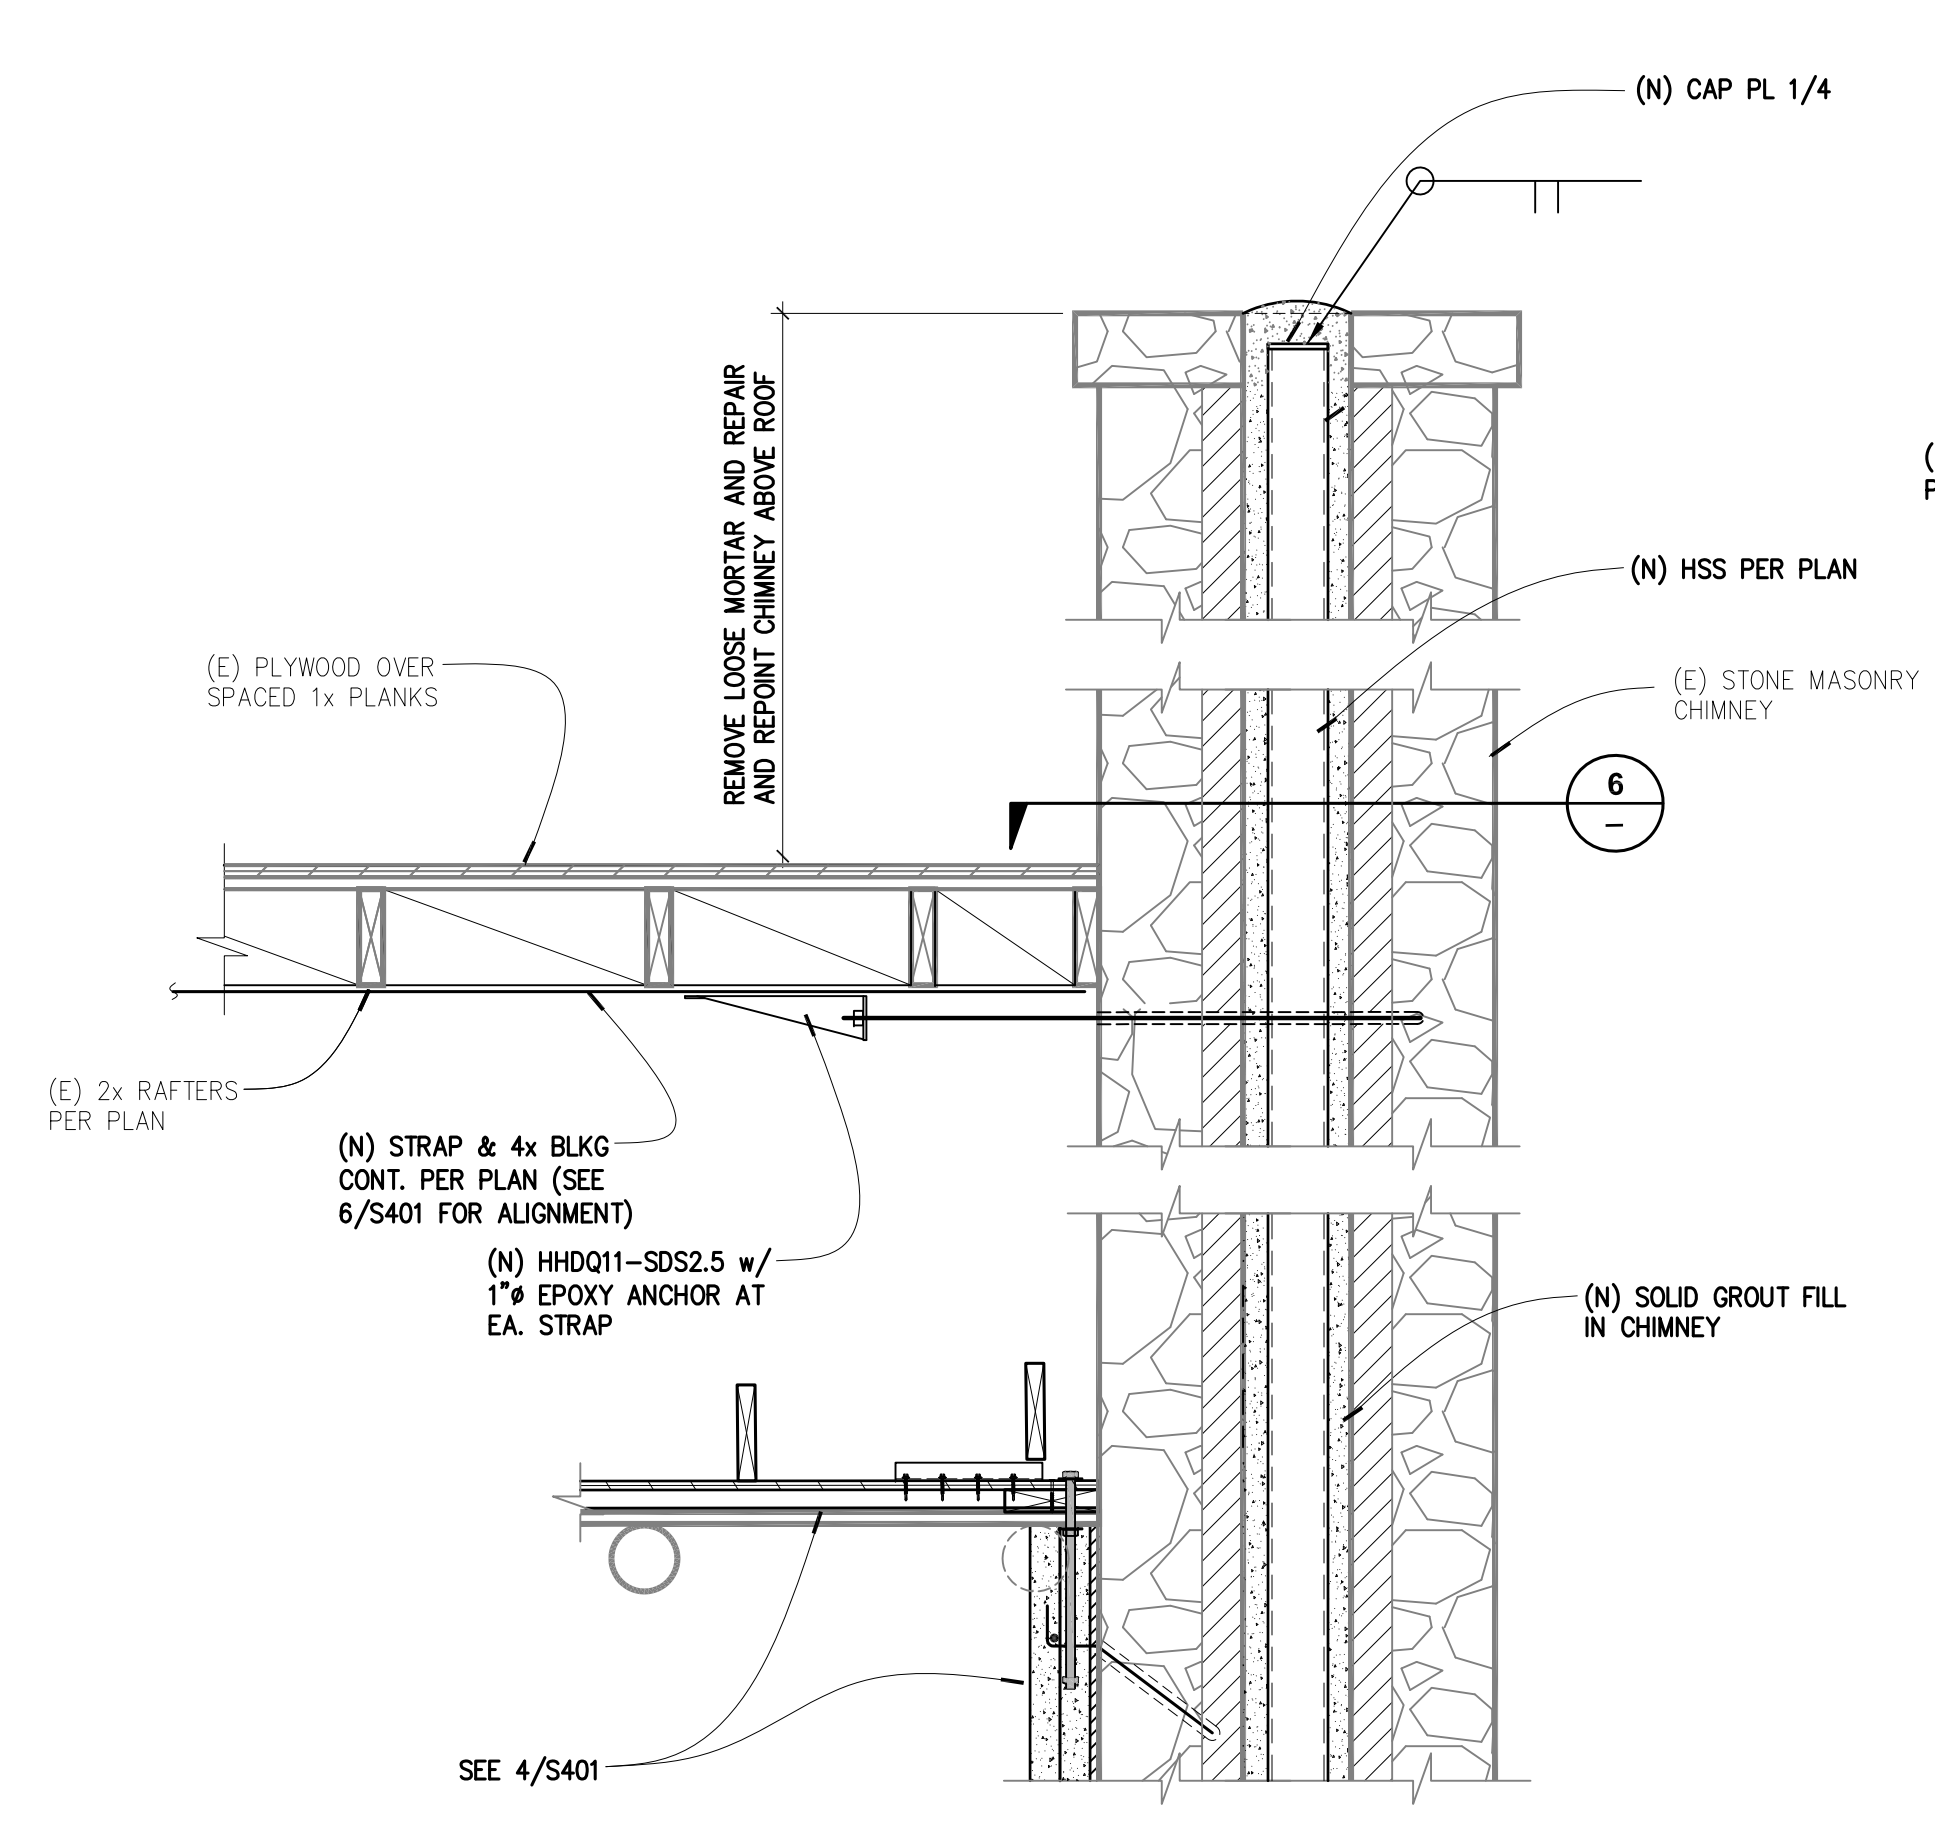 (N) CAP PL 1/4
REMOVE LOOSE MORTAR AND REPAIR
AND REPOINT CHIMNEY ABOVE ROOF
(
P
(N) HSS PER PLAN
(E) PLYWOOD OVER
SPACED 1x PLANKS
(E) STONE MASONRY
CHIMNEY
6
–
(E) 2x RAFTERS
PER PLAN
(N) STRAP & 4x BLKG
CONT. PER PLAN (SEE
6/S401 FOR ALIGNMENT)
(N) HHDQ11-SDS2.5 w/
1"ø EPOXY ANCHOR AT
EA. STRAP
(N) SOLID GROUT FILL
IN CHIMNEY
SEE 4/S401